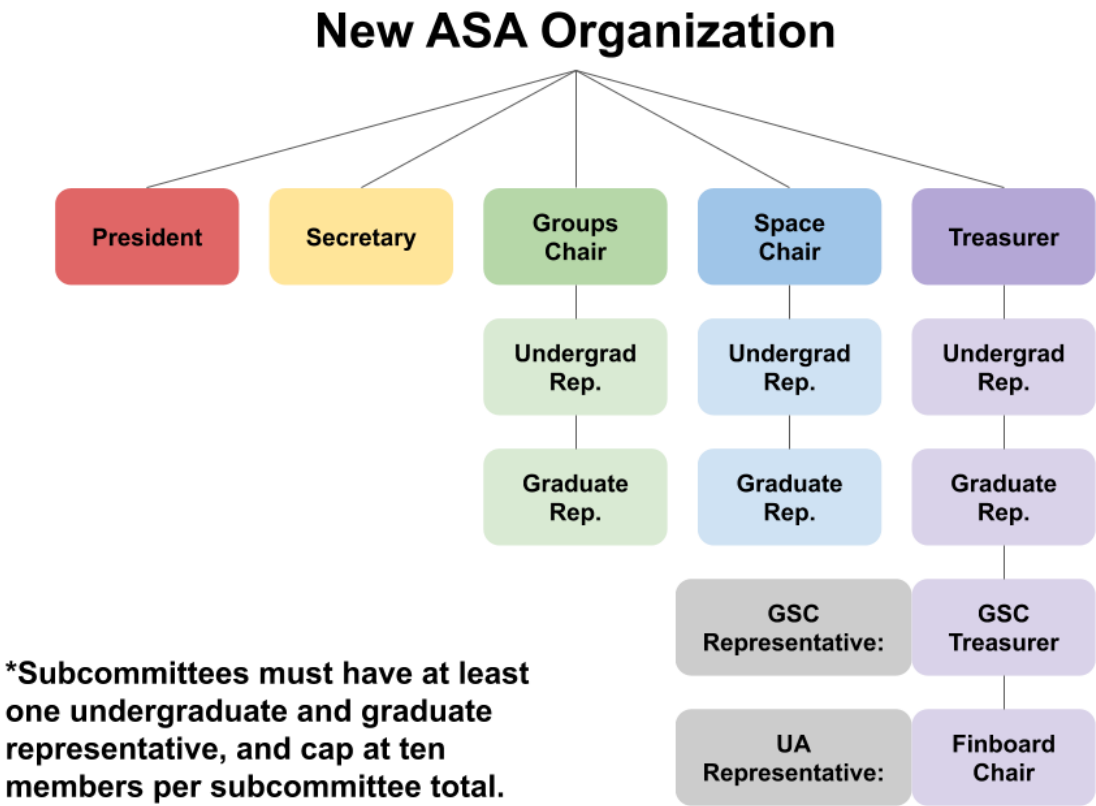 New ASA Organization
President
Secretary
Groups
Chair
Space
Chair
Treasurer
Undergrad
Rep.
Undergrad
Rep.
Undergrad
Rep.
Graduate
Rep.
Graduate
Rep.
Graduate
Rep.
GSC
Representative:
GSC
Treasurer
UA
Representative:
Finboard
Chair
*Subcommittees must have at least
one undergraduate and graduate
representative, and cap at ten
members per subcommittee total.